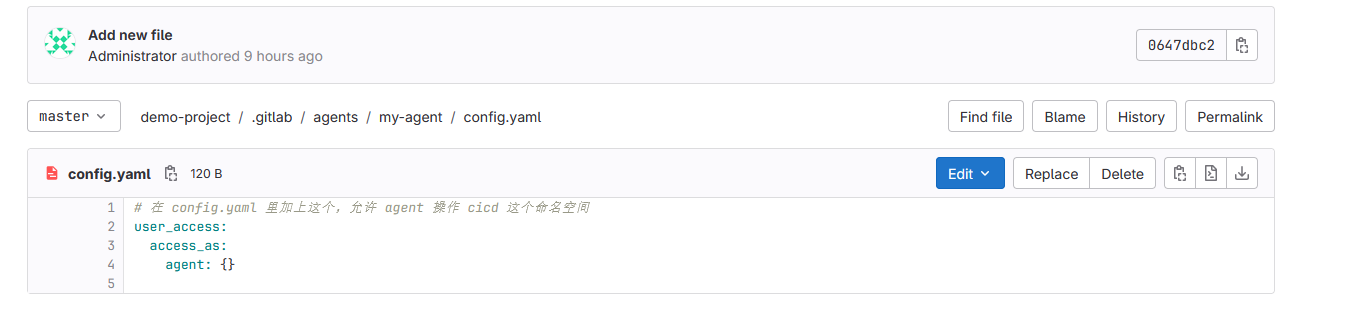 Add new file
Administrator authored 9 hours ago
0647dbc2
master
demo-project / .gitlab / agents / my-agent / config.yaml
Find file
Blame
History
Permalink
config.yaml 120 B
Edit
Replace
Delete
1 # 在 config.yaml 里加上这个，允许 agent 操作 cicd 这个命名空间
2 user_access:
3   access_as:
4     agent: {}
5